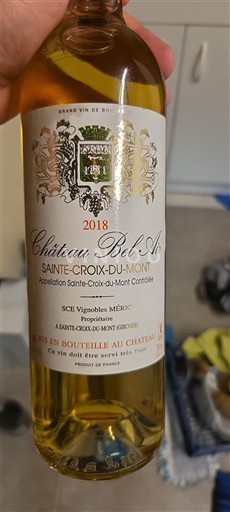 GRAND VIN DE BORDEAUX
2018
Château Bel Air
SAINTE-CROIX-DU-MONT
Appellation Sainte-Croix-du-Mont Contrôlée
SCE Vignobles MÉRIC
Propriétaire
A SAINTE-CROIX-DU-MONT (GIRONDE)
MIS EN BOUTEILLE AU CHATEAU
Ce vin doit être servi très frais
PRODUIT DE FRANCE